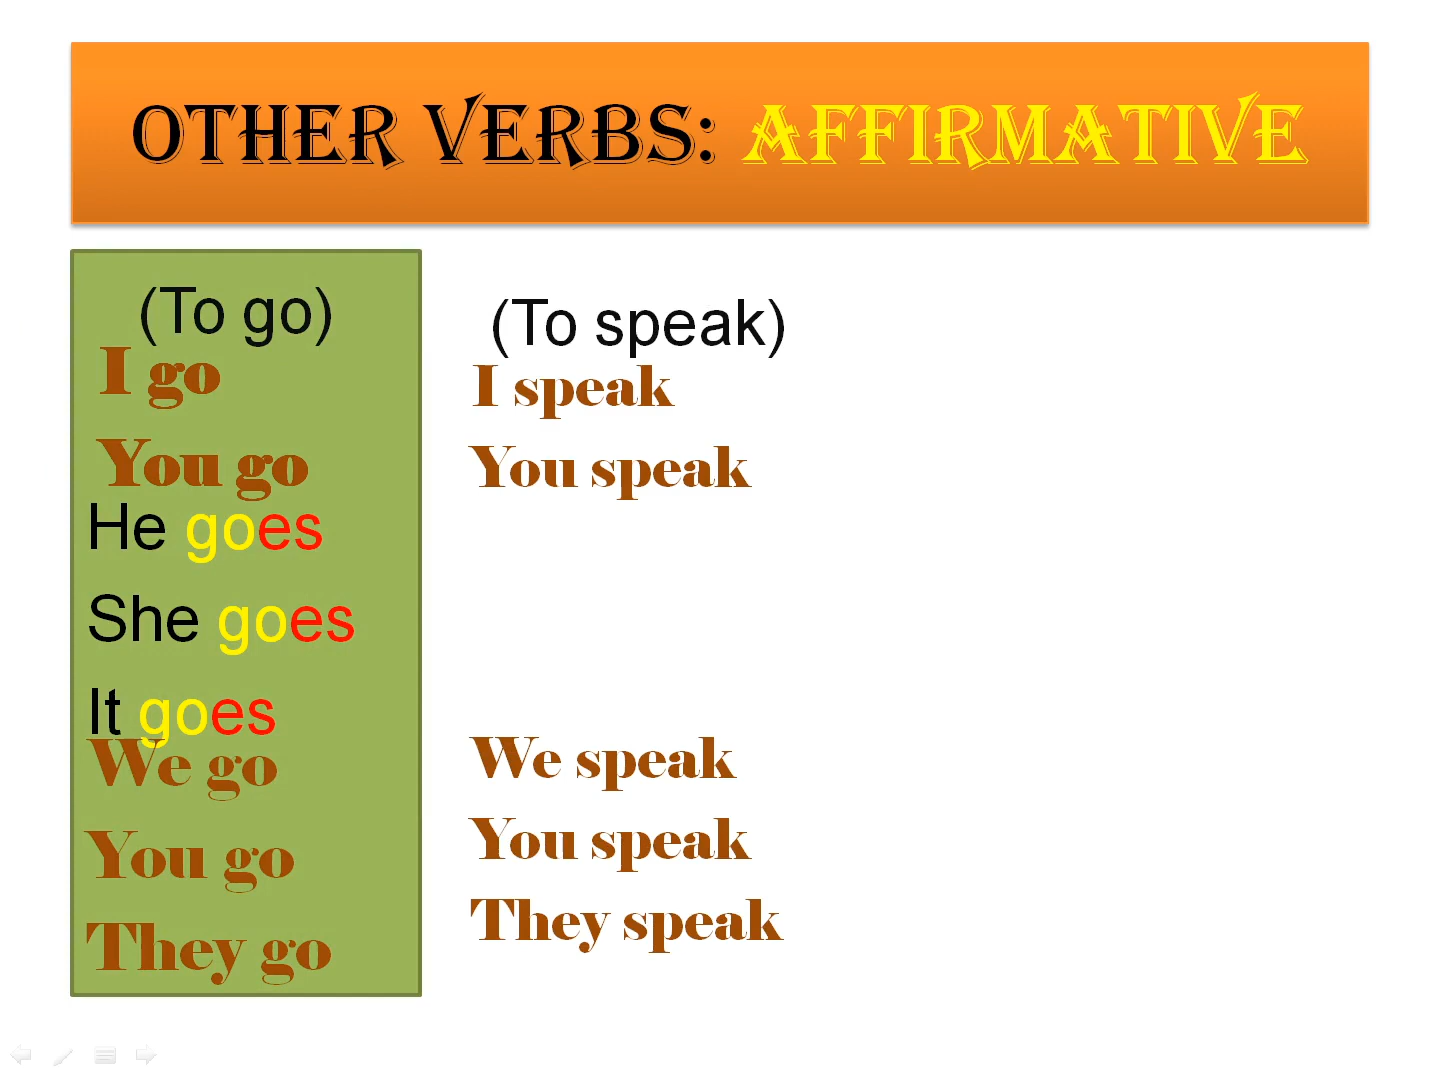 OTHER VERBS: AFFIRMATIVE
(To go)
I go
You go
He goes
She goes
It goes
We go
You go
They go
(To speak)
I speak
You speak
We speak
You speak
They speak